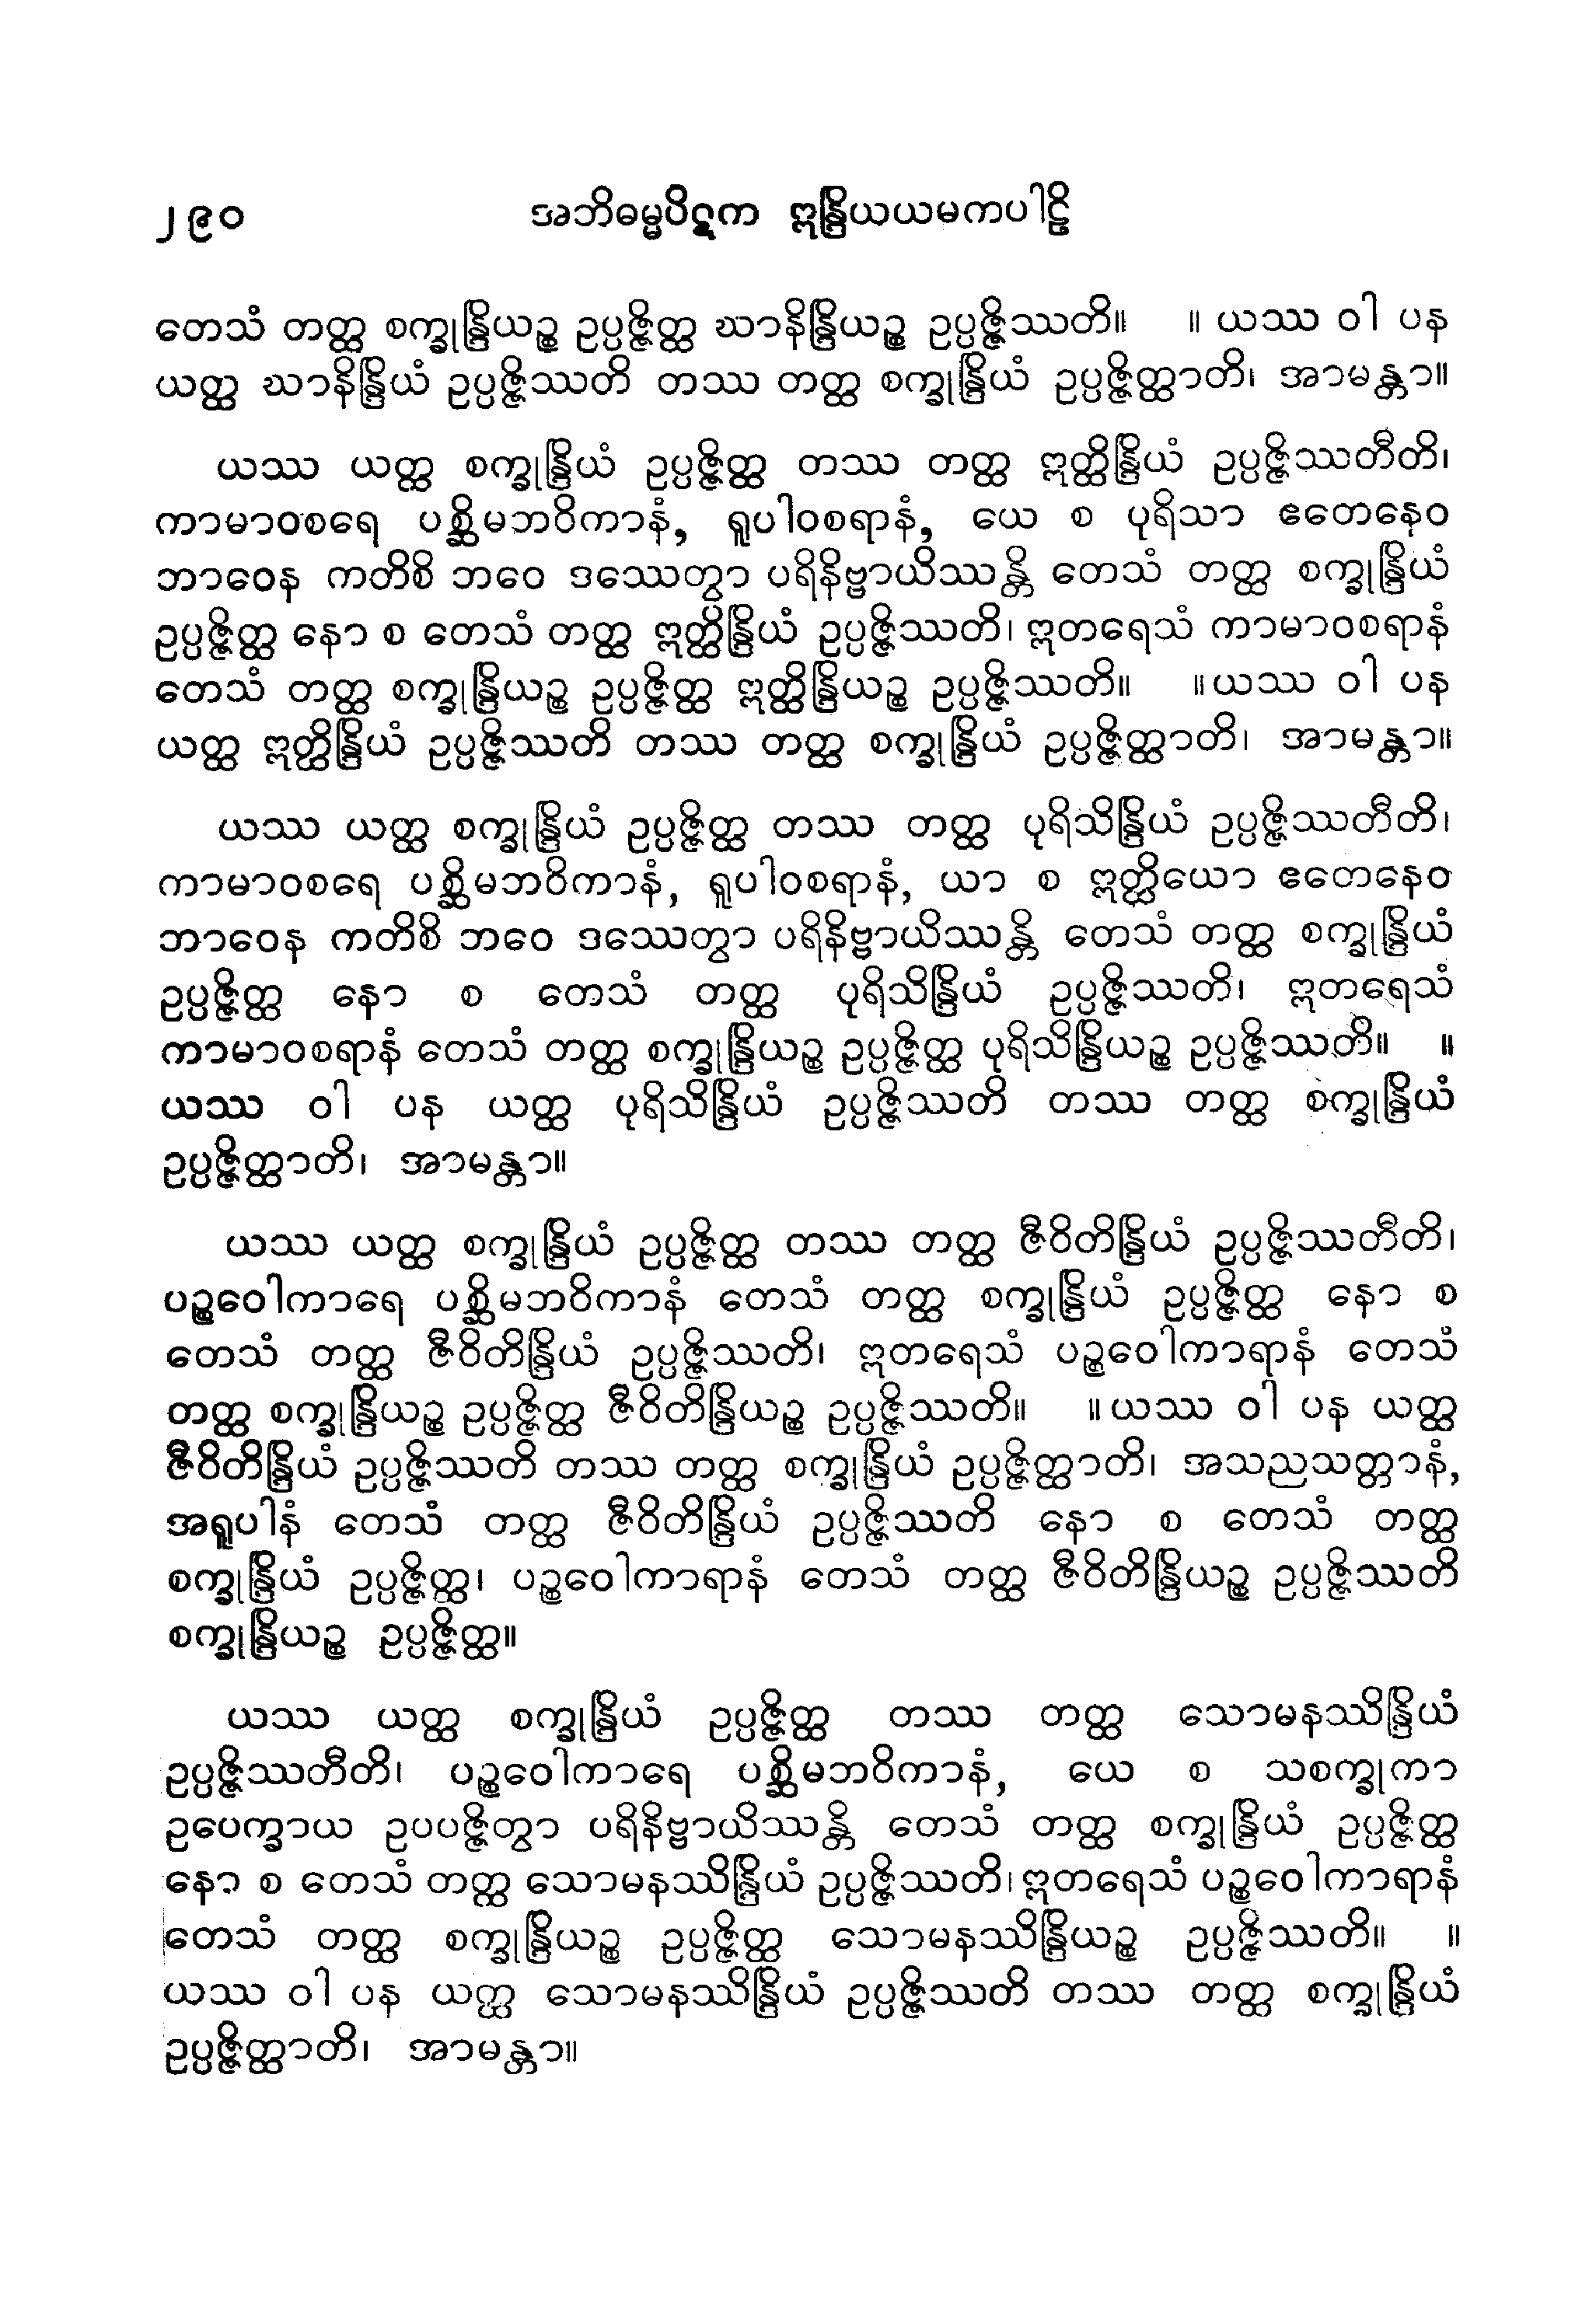 ၂၉၀ အဘိဓမ္မပိဋက ဣန္ဒြိယယမကပါဠိ
တေသံ တတ္ထ စက္ခုန္ဒြိယဉ္စ ဥပ္ပဇ္ဇိတ္ထ ဃာနိန္ဒြိယဉ္စ ဥပ္ပဇ္ဇိဿတိ။ ။ ယဿ ဝါ ပန
ယတ္ထ ဃာနိန္ဒြိယံ ဥပ္ပဇ္ဇိဿတိ တဿ တတ္ထ စက္ခုန္ဒြိယံ ဥပ္ပဇ္ဇိတ္ထာတိ၊ အာမန္တာ။
ယဿ ယတ္ထ စက္ခုန္ဒြိယံ ဥပ္ပဇ္ဇိတ္ထ တဿ တတ္ထ ဣတ္ထိန္ဒြိယံ ဥပ္ပဇ္ဇိဿတီတိ၊
ကာမာဝစရေ ပစ္ဆိမဘဝိကာနံ, ရူပါဝစရာနံ, ယေ စ ပုရိသာ ဧတေနေဝ
ဘာဝေန ကတိစိ ဘဝေ ဒဿေတွာ ပရိနိဗ္ဗာယိဿန္တိ တေသံ တတ္ထ စက္ခုန္ဒြိယံ
ဥပ္ပဇ္ဇိတ္ထ နော စ တေသံ တတ္ထ ဣတ္ထိန္ဒြိယံ ဥပ္ပဇ္ဇိဿတိ၊ ဣတရေသံ ကာမာဝစရာနံ
တေသံ တတ္ထ စက္ခုန္ဒြိယဉ္စ ဥပ္ပဇ္ဇိတ္ထ ဣတ္ထိန္ဒြိယဉ္စ ဥပ္ပဇ္ဇိဿတိ။ ။ယဿ ဝါ ပန
ယတ္ထ ဣတ္ထိန္ဒြိယံ ဥပ္ပဇ္ဇိဿတိ တဿ တတ္ထ စက္ခုန္ဒြိယံ ဥပ္ပဇ္ဇိတ္ထာတိ၊ အာမန္တာ။
ယဿ ယတ္ထ စက္ခုန္ဒြိယံ ဥပ္ပဇ္ဇိတ္ထ တဿ တတ္ထ ပုရိသိန္ဒြိယံ ဥပ္ပဇ္ဇိဿတီတိ၊
ကာမာဝစရေ ပစ္ဆိမဘဝိကာနံ, ရူပါဝစရာနံ, ယာ စ ဣတ္ထိယော ဧတေနေဝ
ဘာဝေန ကတိစိ ဘဝေ ဒဿေတွာ ပရိနိဗ္ဗာယိဿန္တိ တေသံ တတ္ထ စက္ခုန္ဒြိယံ
ဥပ္ပဇ္ဇိတ္ထ နော စ တေသံ တတ္ထ ပုရိသိန္ဒြိယံ ဥပ္ပဇ္ဇိဿတိ၊ ဣတရေသံ
ကာမာဝစရာနံ တေသံ တတ္ထ စက္ခုန္ဒြိယဉ္စ ဥပ္ပဇ္ဇိတ္ထ ပုရိသိန္ဒြိယဉ္စ ဥပ္ပဇ္ဇိဿတိ။ ။
ယဿ ဝါ ပန ယတ္ထ ပုရိသိန္ဒြိယံ ဥပ္ပဇ္ဇိဿတိ တဿ တတ္ထ စက္ခုန္ဒြိယံ
ဥပ္ပဇ္ဇိတ္ထာတိ၊ အာမန္တာ။
ယဿ ယတ္ထ စက္ခုန္ဒြိယံ ဥပ္ပဇ္ဇိတ္ထ တဿ တတ္ထ ဇီဝိတိန္ဒြိယံ ဥပ္ပဇ္ဇိဿတီတိ၊
ပဉ္စဝေါကာရေ ပစ္ဆိမဘဝိကာနံ တေသံ တတ္ထ စက္ခုန္ဒြိယံ ဥပ္ပဇ္ဇိတ္ထ နော စ
တေသံ တတ္ထ ဇီဝိတိန္ဒြိယံ ဥပ္ပဇ္ဇိဿတိ၊ ဣတရေသံ ပဉ္စဝေါကာရာနံ တေသံ
တတ္ထ စက္ခုန္ဒြိယဉ္စ ဥပ္ပဇ္ဇိတ္ထ ဇီဝိတိန္ဒြိယဉ္စ ဥပ္ပဇ္ဇိဿတိ။ ။ယဿ ဝါ ပန ယတ္ထ
ဇီဝိတိန္ဒြိယံ ဥပ္ပဇ္ဇိဿတိ တဿ တတ္ထ စက္ခုန္ဒြိယံ ဥပ္ပဇ္ဇိတ္ထာတိ၊ အသညသတ္တာနံ,
အရူပါနံ တေသံ တတ္ထ ဇီဝိတိန္ဒြိယံ ဥပ္ပဇ္ဇိဿတိ နော စ တေသံ တတ္ထ
စက္ခုန္ဒြိယံ ဥပ္ပဇ္ဇိတ္ထ၊ ပဉ္စဝေါကာရာနံ တေသံ တတ္ထ ဇီဝိတိန္ဒြိယဉ္စ ဥပ္ပဇ္ဇိဿတိ
စက္ခုန္ဒြိယဉ္စ ဥပ္ပဇ္ဇိတ္ထ။
ယဿ ယတ္ထ စက္ခုန္ဒြိယံ ဥပ္ပဇ္ဇိတ္ထ တဿ တတ္ထ သောမနဿိန္ဒြိယံ
ဥပ္ပဇ္ဇိဿတီတိ၊ ပဉ္စဝေါကာရေ ပစ္ဆိမဘဝိကာနံ, ယေ စ သစက္ခုကာ
ဥပေက္ခာယ ဥပပဇ္ဇိတွာ ပရိနိဗ္ဗာယိဿန္တိ တေသံ တတ္ထ စက္ခုန္ဒြိယံ ဥပ္ပဇ္ဇိတ္ထ
နော စ တေသံ တတ္ထ သောမနဿိန္ဒြိယံ ဥပ္ပဇ္ဇိဿတိ၊ ဣတရေသံ ပဉ္စဝေါကာရာနံ
တေသံ တတ္ထ စက္ခုန္ဒြိယဉ္စ ဥပ္ပဇ္ဇိတ္ထ သောမနဿိန္ဒြိယဉ္စ ဥပ္ပဇ္ဇိဿတိ။ ။
ယဿ ဝါ ပန ယတ္ထ သောမနဿိန္ဒြိယံ ဥပ္ပဇ္ဇိဿတိ တဿ တတ္ထ စက္ခုန္ဒြိယံ
ဥပ္ပဇ္ဇိတ္ထာတိ၊ အာမန္တာ။